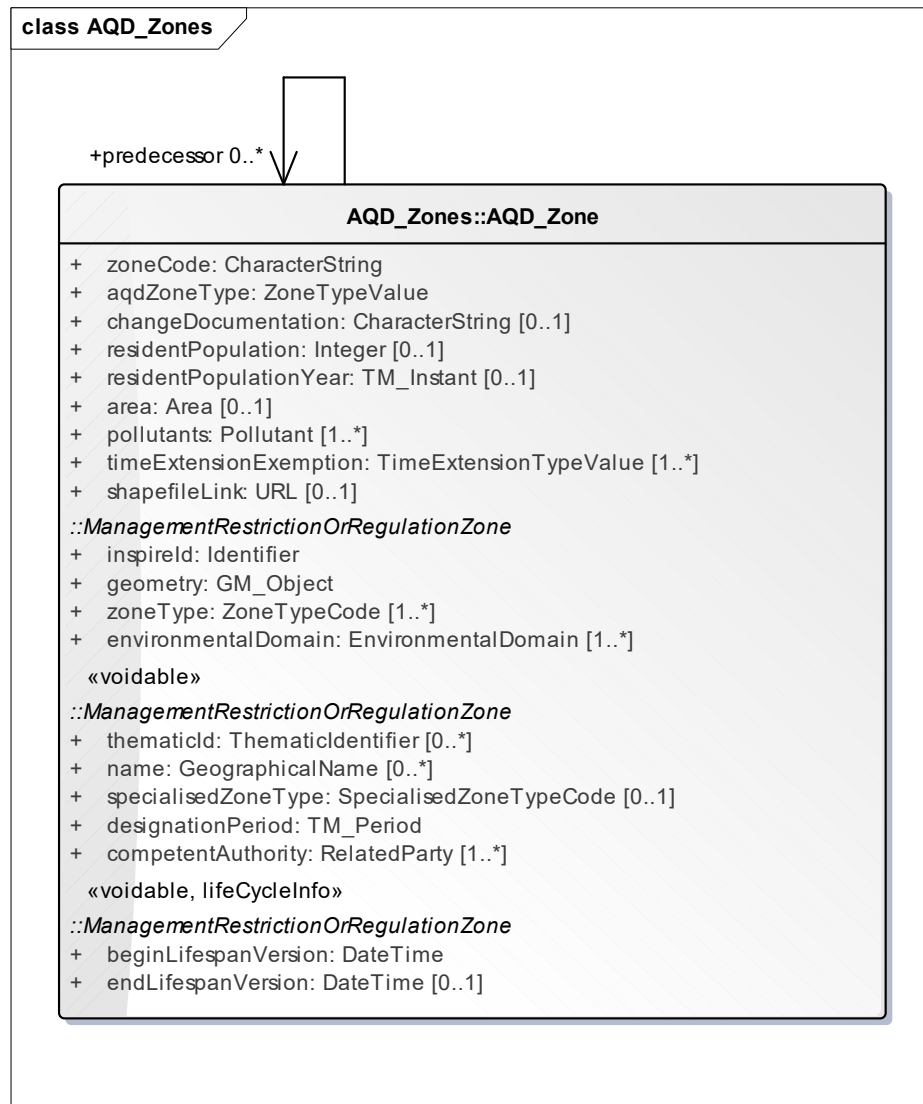 class AQD_Zones
+predecessor 0..*
AQD_Zones::AQD_Zone
+ zoneCode: CharacterString
+ aqdZoneType: ZoneTypeValue
+ changeDocumentation: CharacterString [0..1]
+ residentPopulation: Integer [0..1]
+ residentPopulationYear: TM_Instant [0..1]
+ area: Area [0..1]
+ pollutants: Pollutant [1..*]
+ timeExtensionExemption: TimeExtensionTypeValue [1..*]
+ shapefileLink: URL [0..1]
::ManagementRestrictionOrRegulationZone
+ inspireId: Identifier
+ geometry: GM_Object
+ zoneType: ZoneTypeCode [1..*]
+ environmentalDomain: EnvironmentalDomain [1..*]
«voidable»
::ManagementRestrictionOrRegulationZone
+ thematicId: ThematicIdentifier [0..*]
+ name: GeographicalName [0..*]
+ specialisedZoneType: SpecialisedZoneTypeCode [0..1]
+ designationPeriod: TM_Period
+ competentAuthority: RelatedParty [1..*]
«voidable, lifeCycleInfo»
::ManagementRestrictionOrRegulationZone
+ beginLifespanVersion: DateTime
+ endLifespanVersion: DateTime [0..1]